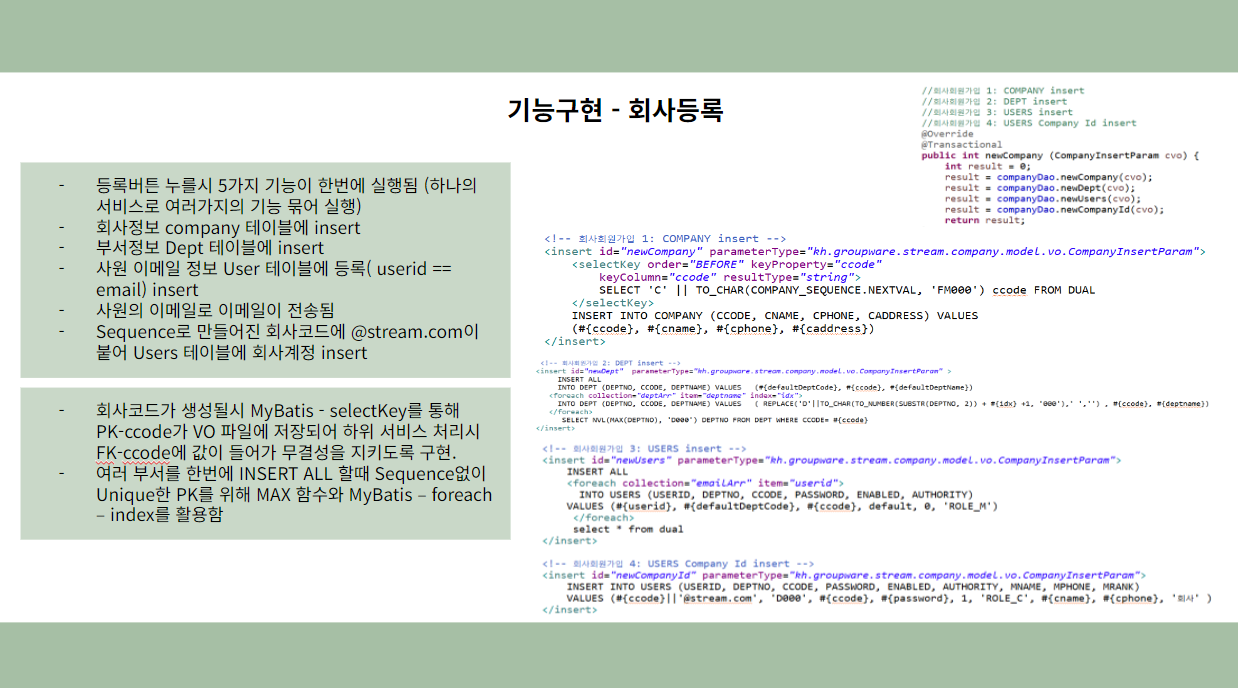 기능구현 - 회사등록
- 등록버튼 누를시 5가지 기능이 한번에 실행됨 (하나의
서비스로 여러가지의 기능 묶어 실행)
- 회사정보 company 테이블에 insert
- 부서정보 Dept 테이블에 insert
- 사원 이메일 정보 User 테이블에 등록( userid ==
email) insert
- 사원의 이메일로 이메일이 전송됨
- Sequence로 만들어진 회사코드에 @stream.com이
붙어 Users 테이블에 회사계정 insert
- 회사코드가 생성될시 MyBatis - selectKey를 통해
PK-ccode가 VO 파일에 저장되어 하위 서비스 처리시
FK-ccode에 값이 들어가 무결성을 지키도록 구현.
- 여러 부서를 한번에 INSERT ALL 할때 Sequence없이
Unique한 PK를 위해 MAX 함수와 MyBatis – foreach
– index를 활용함
//회사회원가입 1: COMPANY insert
//회사회원가입 2: DEPT insert
//회사회원가입 3: USERS insert
//회사회원가입 4: USERS Company Id insert
@Override
@Transactional
public int newCompany (CompanyInsertParam cvo) {
int result = 0;
result = companyDao.newCompany(cvo);
result = companyDao.newDept(cvo);
result = companyDao.newUsers(cvo);
result = companyDao.newCompanyId(cvo);
return result;
<!-- 회사회원가입 1: COMPANY insert -->
<insert id="newCompany" parameterType="kh.groupware.stream.company.model.vo.CompanyInsertParam">
<selectKey order="BEFORE" keyProperty="ccode"
keyColumn="ccode" resultType="string">
SELECT 'C' || TO_CHAR(COMPANY_SEQUENCE.NEXTVAL, 'FM000') ccode FROM DUAL
</selectKey>
INSERT INTO COMPANY (CCODE, CNAME, CPHONE, CADDRESS) VALUES
(#{ccode}, #{cname}, #{cphone}, #{caddress})
</insert>
<!-- 회사회원가입 2: DEPT insert -->
<insert id="newDept" parameterType="kh.groupware.stream.company.model.vo.CompanyInsertParam" >
INSERT ALL
INTO DEPT (DEPTNO, CCODE, DEPTNAME) VALUES (#{defaultDeptCode}, #{ccode}, #{defaultDeptName})
<foreach collection="deptArr" item="deptname" index="idx">
INTO DEPT (DEPTNO, CCODE, DEPTNAME) VALUES ( REPLACE('D'||TO_CHAR(TO_NUMBER(SUBSTR(DEPTNO, 2)) + #{idx} +1, '000'),' ','') , #{ccode}, #{deptname})
</foreach>
SELECT NVL(MAX(DEPTNO), 'D000') DEPTNO FROM DEPT WHERE CCODE= #{ccode}
</insert>
<!-- 회사회원가입 3: USERS insert -->
<insert id="newUsers" parameterType="kh.groupware.stream.company.model.vo.CompanyInsertParam">
INSERT ALL
<foreach collection="emailArr" item="userid">
INTO USERS (USERID, DEPTNO, CCODE, PASSWORD, ENABLED, AUTHORITY)
VALUES (#{userid}, #{defaultDeptCode}, #{ccode}, default, 0, 'ROLE_M')
</foreach>
select * from dual
</insert>
<!-- 회사회원가입 4: USERS Company Id insert -->
<insert id="newCompanyId" parameterType="kh.groupware.stream.company.model.vo.CompanyInsertParam">
INSERT INTO USERS (USERID, DEPTNO, CCODE, PASSWORD, ENABLED, AUTHORITY, MNAME, MPHONE, MRANK)
VALUES (#{ccode}||'@stream.com', 'D000', #{ccode}, #{password}, 1, 'ROLE_C', #{cname}, #{cphone}, '회사' )
</insert>